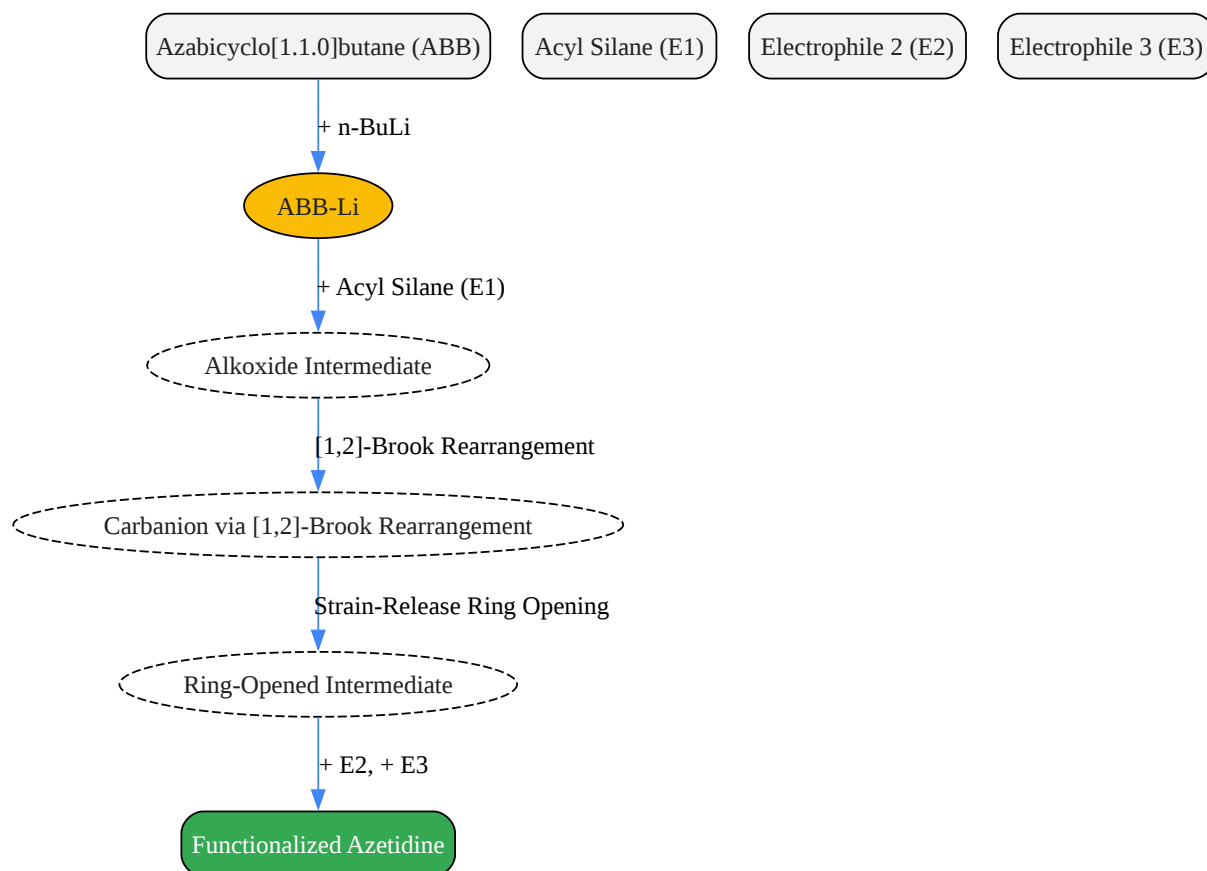 Azabicyclo[1.1.0]butane (ABB)
Acyl Silane (E1)
Electrophile 2 (E2)
Electrophile 3 (E3)
+ n-BuLi
ABB-Li
+ Acyl Silane (E1)
Alkoxide Intermediate
[1,2]-Brook Rearrangement
Carbanion via [1,2]-Brook Rearrangement
Strain-Release Ring Opening
Ring-Opened Intermediate
+ E2, + E3
Functionalized Azetidine